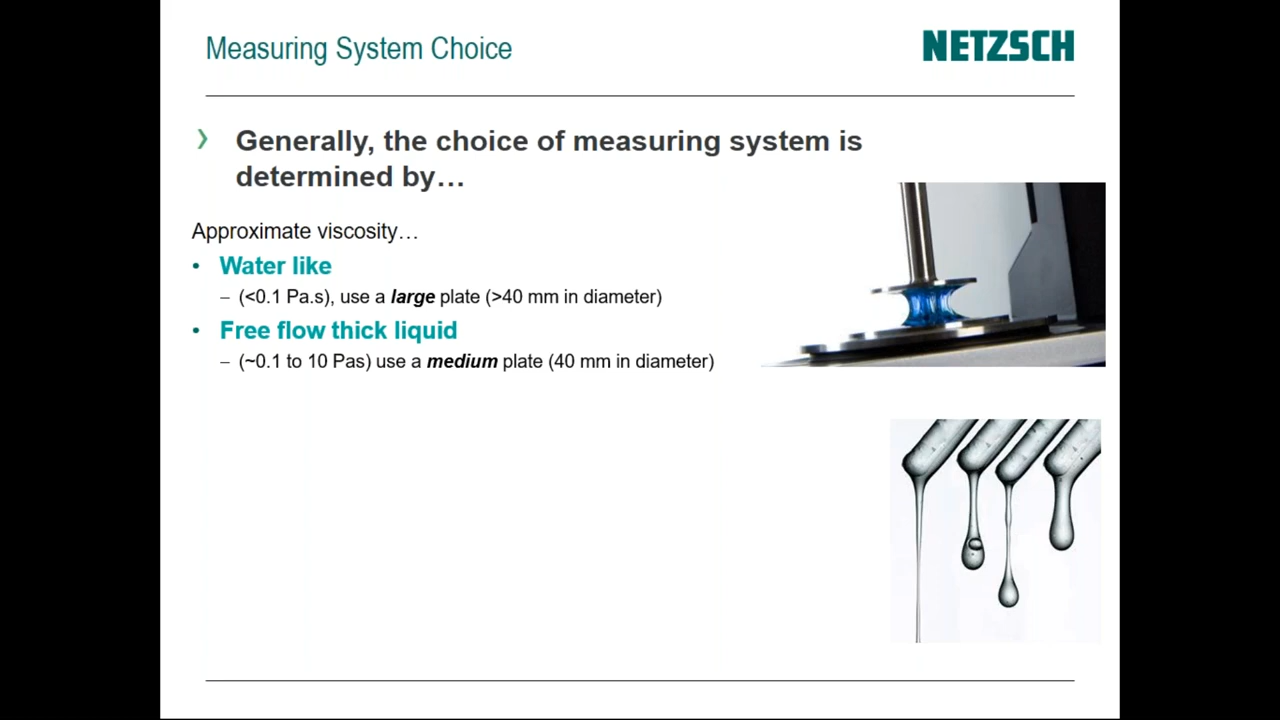 Measuring System Choice
NETZSCH
Generally, the choice of measuring system is
determined by…
Approximate viscosity…
• Water like
– (<0.1 Pa.s), use a large plate (>40 mm in diameter)
• Free flow thick liquid
– (~0.1 to 10 Pas) use a medium plate (40 mm in diameter)